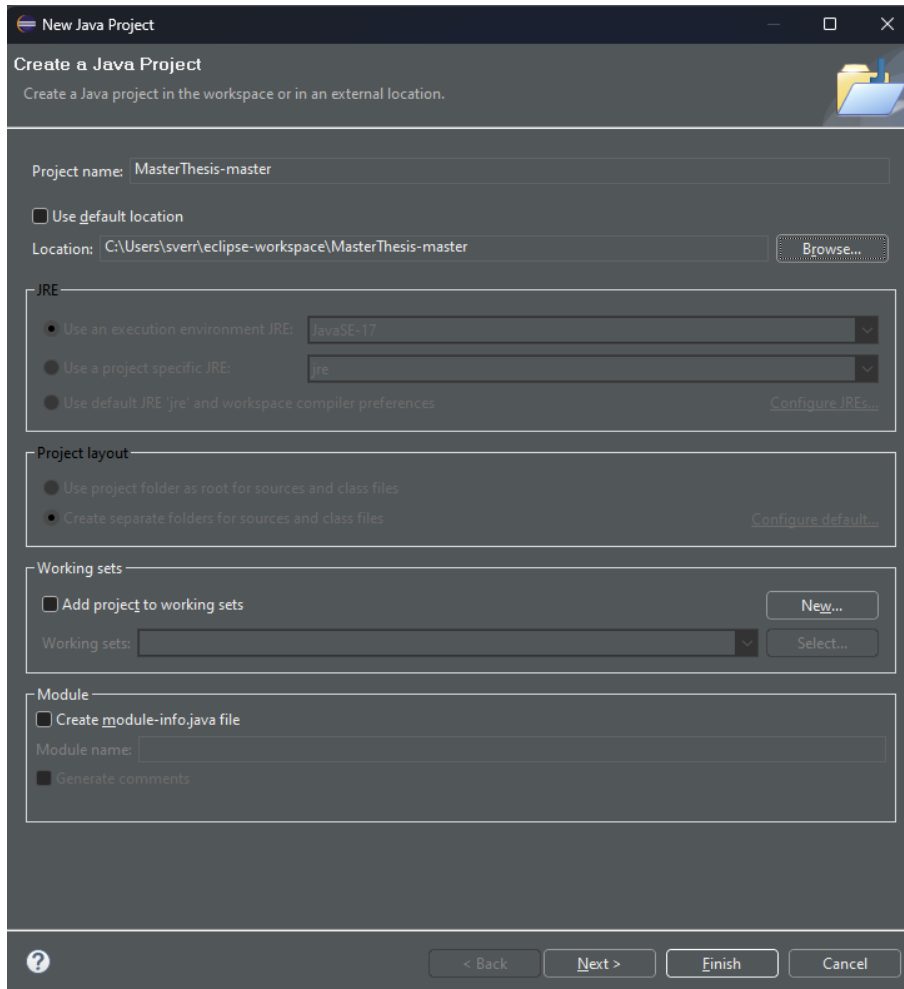 New Java Project
Create a Java Project
Create a Java project in the workspace or in an external location.
Project name: MasterThesis-master
Use default location
Location: C:\Users\sverr\eclipse-workspace\MasterThesis-master Browse...
JRE
Use an execution environment JRE: JavaSE-17
Use a project specific JRE: jre
Use default JRE 'jre' and workspace compiler preferences Configure JREs...
Project layout
Use project folder as root for sources and class files
Create separate folders for sources and class files Configure default...
Working sets
Add project to working sets New...
Working sets: Select...
Module
Create module-info.java file
Module name:
Generate comments
? < Back Next > Finish Cancel